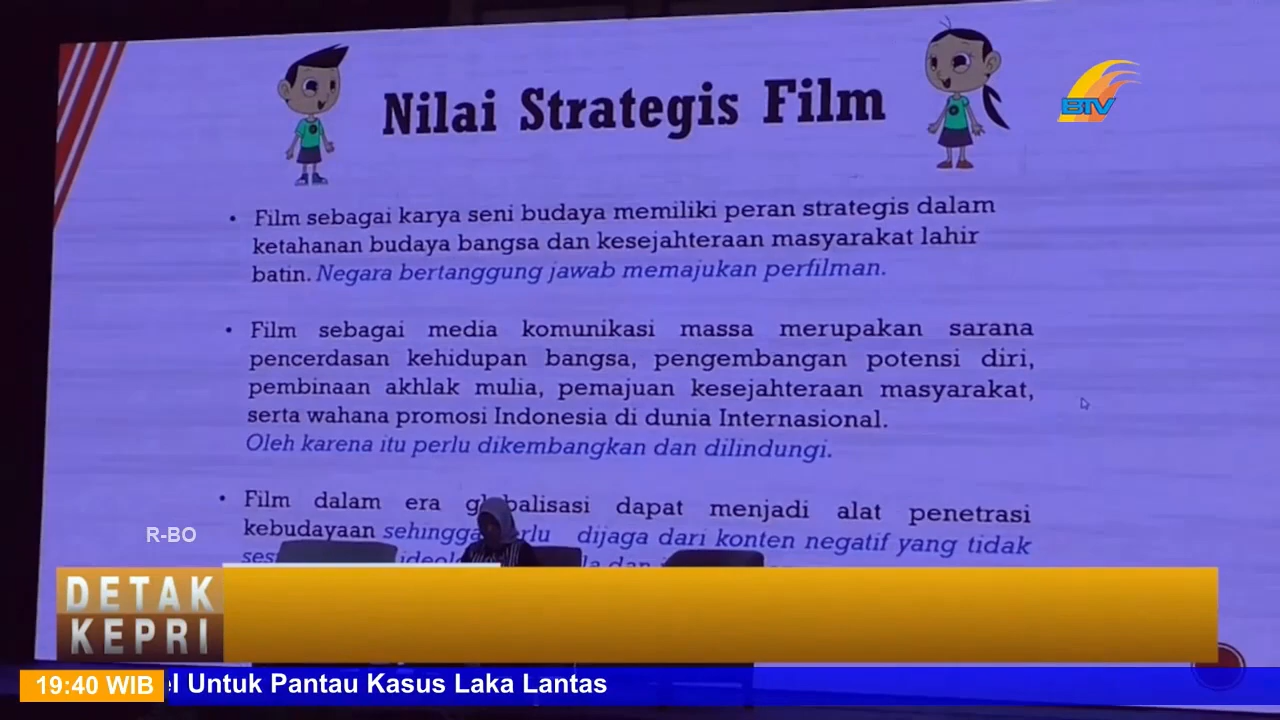 Nilai Strategis Film
BTV
• Film sebagai karya seni budaya memiliki peran strategis dalam
ketahanan budaya bangsa dan kesejahteraan masyarakat lahir
batin. Negara bertanggung jawab memajukan perfilman.
• Film sebagai media komunikasi massa merupakan sarana
pencerdasan kehidupan bangsa, pengembangan potensi diri,
pembinaan akhlak mulia, pemajuan kesejahteraan masyarakat,
serta wahana promosi Indonesia di dunia Internasional.
Oleh karena itu perlu dikembangkan dan dilindungi.
• Film dalam era globalisasi dapat menjadi alat penetrasi
kebudayaan sehingga perlu dijaga dari konten negatif yang tidak
dan
R-BO
DETAK
KEPRI
19:40 WIB el Untuk Pantau Kasus Laka Lantas